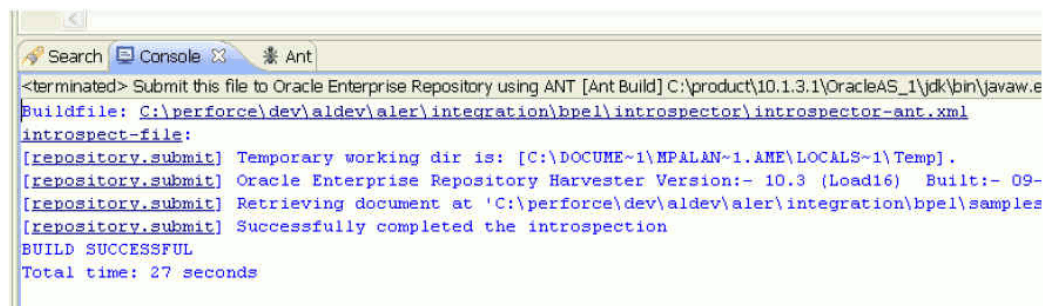 Search Console Ant
<terminated> Submit this file to Oracle Enterprise Repository using ANT [Ant Build] C:\product\10.1.3.1\OracleAS_1\jdk\bin\javaw.e
Buildfile: C:\perforce\dev\aldev\aler\integration\bpel\introspector\introspector-ant.xml
introspect-file:
[repository.submit] Temporary working dir is: [C:\DOCUME~1\MPALAN~1.AME\LOCALS~1\Temp].
[repository.submit] Oracle Enterprise Repository Harvester Version:- 10.3 (Load16) Built:- 09-
[repository.submit] Retrieving document at 'C:\perforce\dev\aldev\aler\integration\bpel\samples
[repository.submit] Successfully completed the introspection
BUILD SUCCESSFUL
Total time: 27 seconds